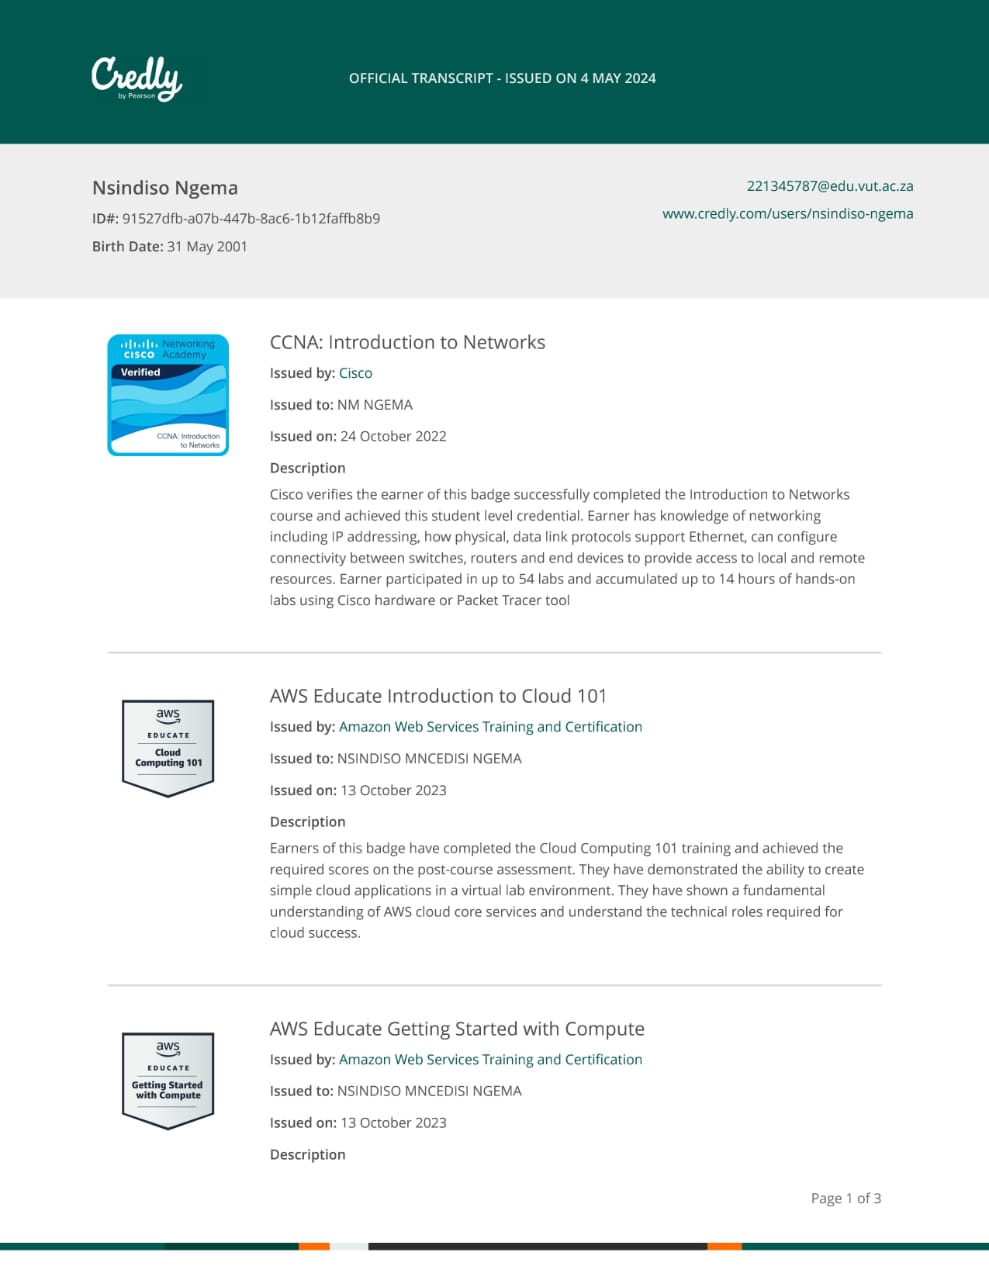 Credly
by Pearson
OFFICIAL TRANSCRIPT - ISSUED ON 4 MAY 2024
Nsindiso Ngema
221345787@edu.vut.ac.za
ID#: 91527dfb-a07b-447b-8ac6-1b12faffb8b9
www.credly.com/users/nsindiso-ngema
Birth Date: 31 May 2001
CISCO Networking Academy
Verified
CCNA: Introduction
to Networks
CCNA: Introduction to Networks
Issued by: Cisco
Issued to: NM NGEMA
Issued on: 24 October 2022
Description
Cisco verifies the earner of this badge successfully completed the Introduction to Networks
course and achieved this student level credential. Earner has knowledge of networking
including IP addressing, how physical, data link protocols support Ethernet, can configure
connectivity between switches, routers and end devices to provide access to local and remote
resources. Earner participated in up to 54 labs and accumulated up to 14 hours of hands-on
labs using Cisco hardware or Packet Tracer tool
aws
EDUCATE
Cloud
Computing 101
AWS Educate Introduction to Cloud 101
Issued by: Amazon Web Services Training and Certification
Issued to: NSINDISO MNCEDISI NGEMA
Issued on: 13 October 2023
Description
Earners of this badge have completed the Cloud Computing 101 training and achieved the
required scores on the post-course assessment. They have demonstrated the ability to create
simple cloud applications in a virtual lab environment. They have shown a fundamental
understanding of AWS cloud core services and understand the technical roles required for
cloud success.
aws
EDUCATE
Getting Started
with Compute
AWS Educate Getting Started with Compute
Issued by: Amazon Web Services Training and Certification
Issued to: NSINDISO MNCEDISI NGEMA
Issued on: 13 October 2023
Description
Page 1 of 3